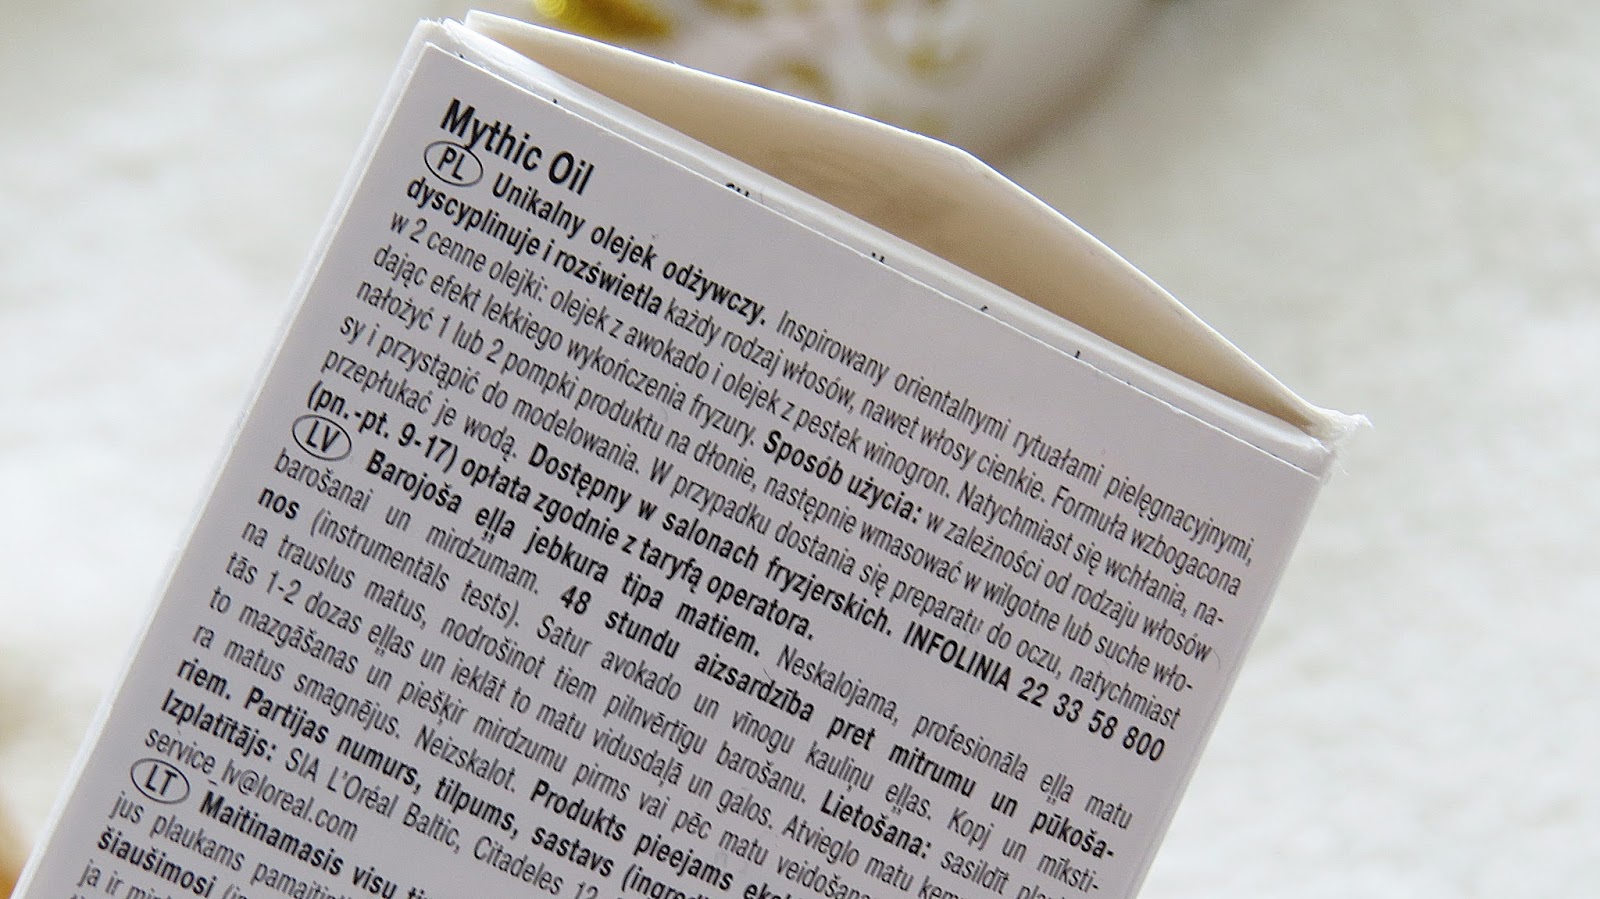 Mythic Oil
PL Unikalny olejek odżywczy. Inspirowany orientalnymi rytuałami pielęgnacyjnymi,
dyscyplinuje i rozświetla każdy rodzaj włosów, nawet włosy cienkie. Formuła wzbogacona
w 2 cenne olejki: olejek z awokado i olejek z pestek winogron. Natychmiast się wchłania, na-
dając efekt lekkiego wykończenia fryzury. Sposób użycia: w zależności od rodzaju włosów
nałożyć 1 lub 2 pompki produktu na dłonie, następnie wmasować w wilgotne lub suche wło-
sy i przystąpić do modelowania. W przypadku dostania się preparatu do oczu, natychmiast
przepłukać je wodą. Dostępny w salonach fryzjerskich. INFOLINIA 22 33 58 800
(pn.-pt. 9-17) opłata zgodnie z taryfą operatora.
LV Barojoša eļļa jebkura tipa matiem. Neskalojama, profesionāla eļļa matu
barošanai un mirdzumam. 48 stundu aizsardzība pret mitrumu un pūkoša-
nos (instrumentāls tests). Satur avokado un vīnogu kauliņu eļļas. Kopj un mīksti-
na trauslus matus, nodrošinot tiem pilnvērtīgu barošanu. Lietošana: sasildīt
tās 1-2 dozas eļļas un ieklāt to matu vidusdaļā un galos. Atvieglo matu
to mazgāšanas un piešķir mirdzumu pirms vai pēc matu
ra matus smagnējus. Neizskalot. Produkts pieejams
riem. Partijas numurs, tilpums, sastavs
Izplatītājs: SIA L'Oréal Baltic, Citadeles 12
service_lv@loreal.com
LT Maitinamasis visų
jus plaukams
šiaušimosi
ja ir